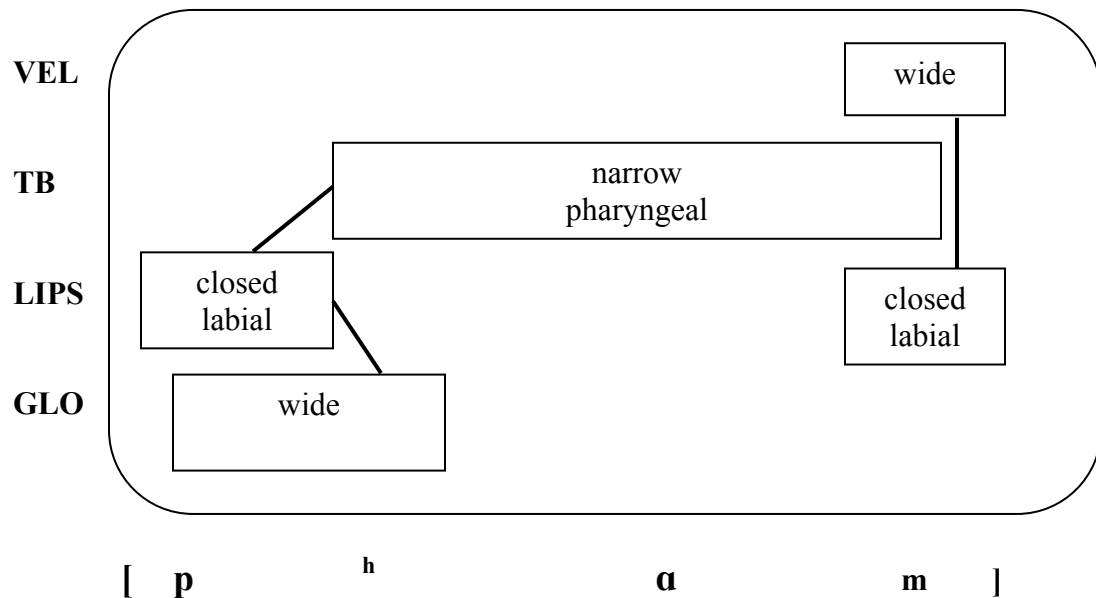 VEL
wide
TB
narrow
pharyngeal
LIPS
closed
labial
closed
labial
GLO
wide
[ p ʰ ɑ m ]